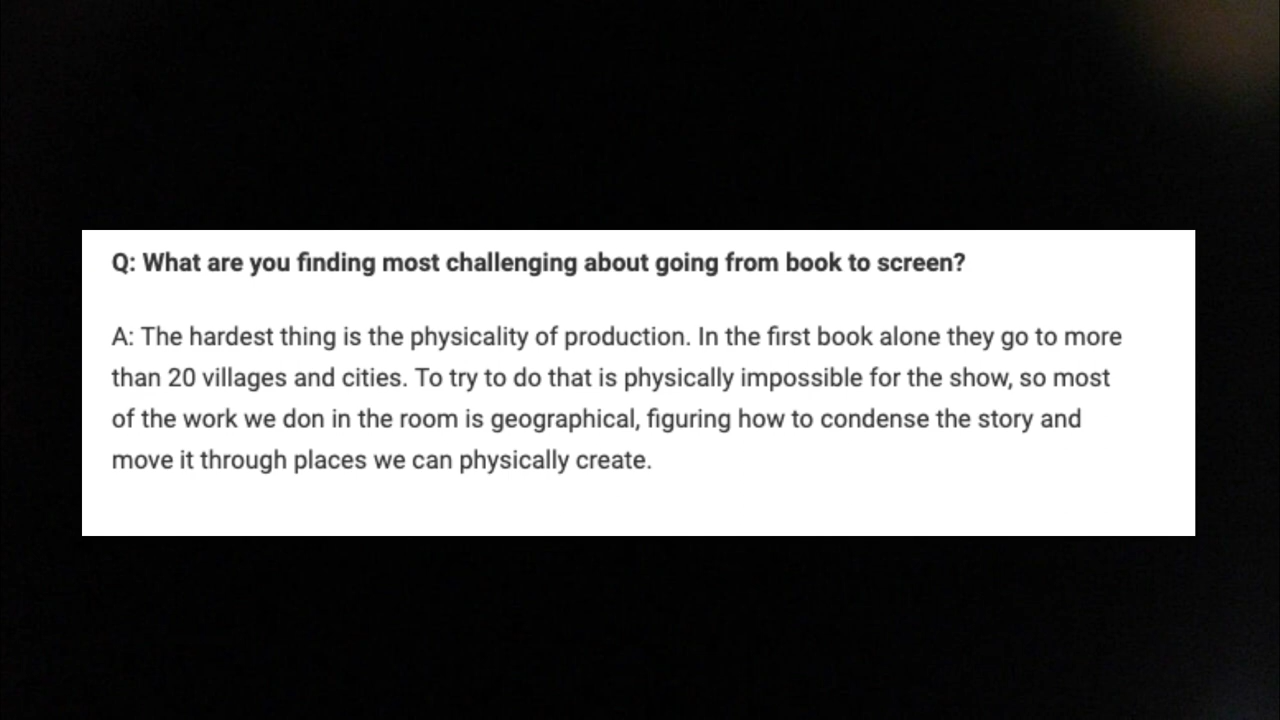 Q: What are you finding most challenging about going from book to screen?
A: The hardest thing is the physicality of production. In the first book alone they go to more
than 20 villages and cities. To try to do that is physically impossible for the show, so most
of the work we don in the room is geographical, figuring how to condense the story and
move it through places we can physically create.